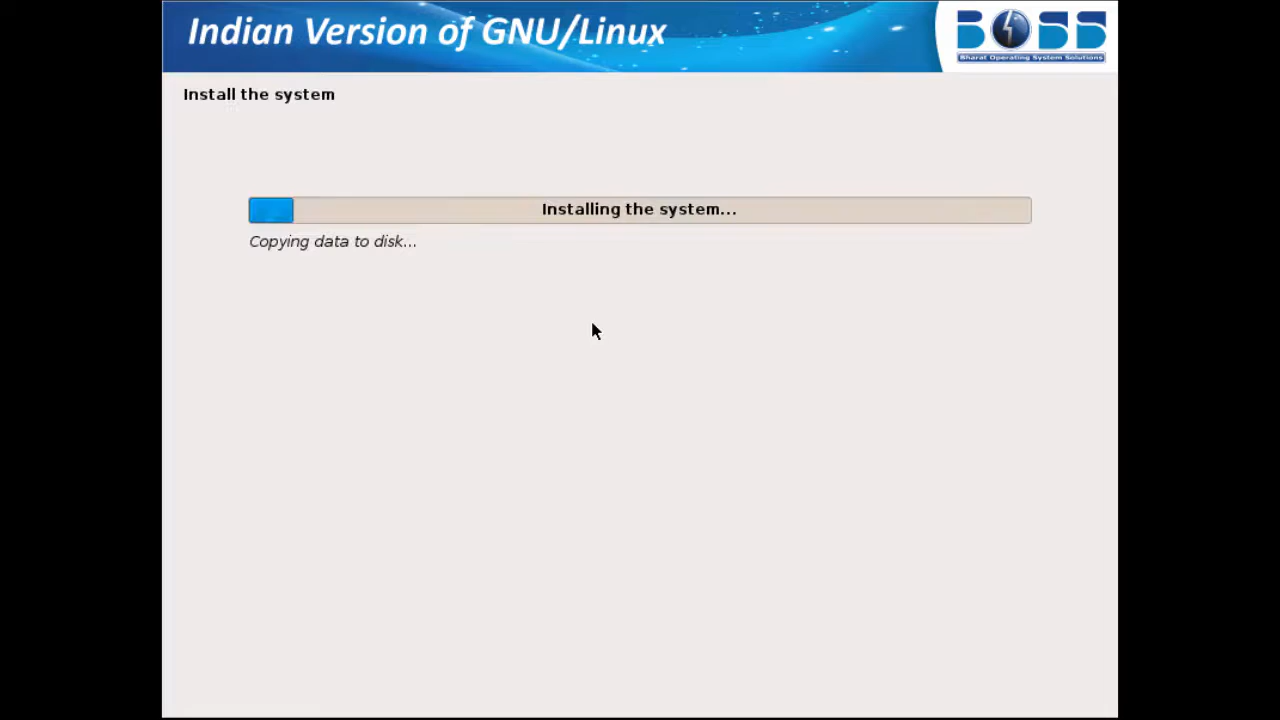 Indian Version of GNU/Linux
BOSS
Bharat Operating System Solutions
Install the system
Installing the system...
Copying data to disk...